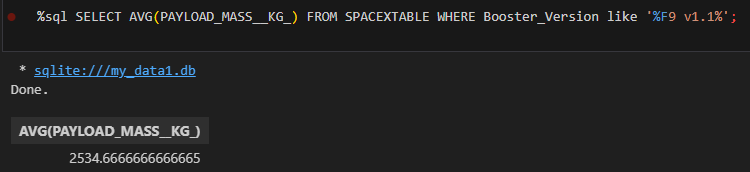 %sql SELECT AVG(PAYLOAD_MASS__KG_) FROM SPACEXTABLE WHERE Booster_Version like '%F9 v1.1%';
* sqlite:///my_data1.db
Done.
AVG(PAYLOAD_MASS__KG_)
2534.6666666666665